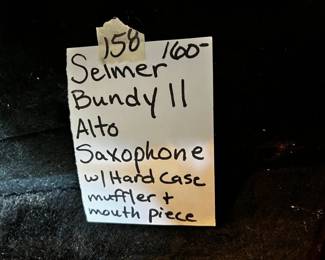 158 160-
Selmer
Bundy II
Alto
Saxophone
w/ Hard Case
muffler +
mouth piece